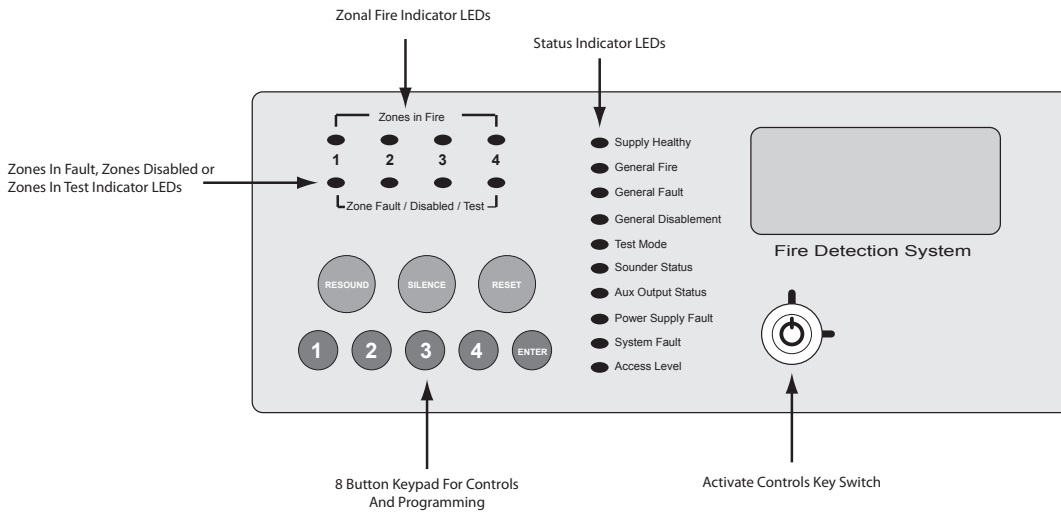 Zonal Fire Indicator LEDs
Status Indicator LEDs
Zones in Fire
1 2 3 4
Zone Fault / Disabled / Test
Zones In Fault, Zones Disabled or
Zones In Test Indicator LEDs
RESOUND SILENCE RESET
1 2 3 4 ENTER
Supply Healthy
General Fire
General Fault
General Disablement
Test Mode
Sounder Status
Aux Output Status
Power Supply Fault
System Fault
Access Level
Fire Detection System
8 Button Keypad For Controls
And Programming
Activate Controls Key Switch